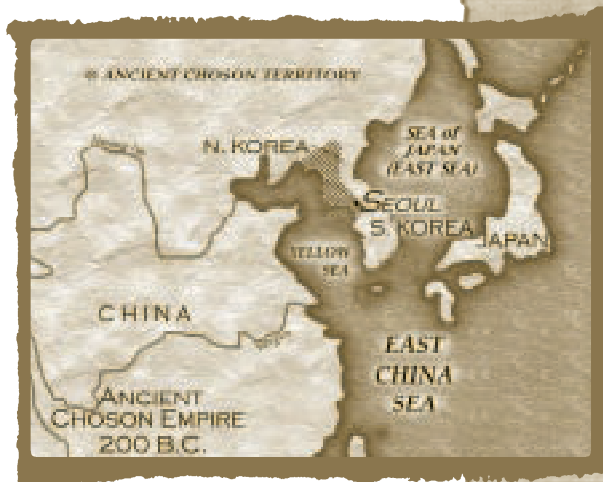 ANCIENT CHOSON TERRITORY
N. KOREA
SEA of
JAPAN
(EAST SEA)
SEOUL
S. KOREA
JAPAN
YELLOW
SEA
CHINA
EAST
CHINA
SEA
ANCIENT
CHOSON EMPIRE
200 B.C.